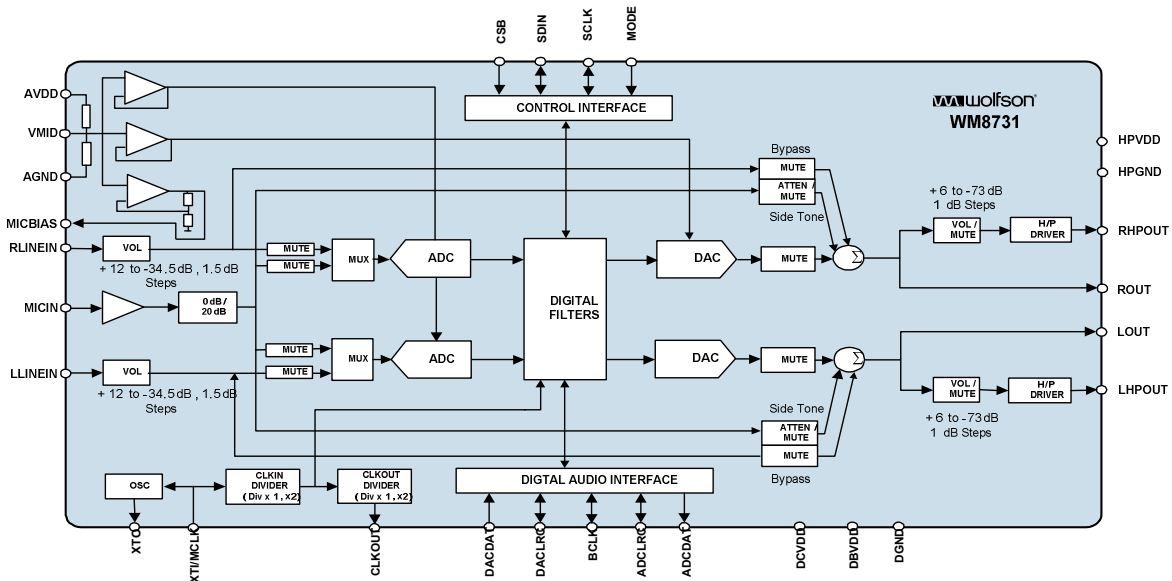 CSB
SDIN
SCLK
MODE
AVDD
VMID
AGND
MICBIAS
RLINEIN
MICIN
LLINEIN
CONTROL INTERFACE
wolfson
WM8731
HPVDD
HPGND
RHPOUT
ROUT
LOUT
LHPOUT
Bypass
MUTE
ATTEN /
MUTE
Side Tone
+ 6 to -73 dB
1 dB Steps
VOL /
MUTE
H/P
DRIVER
VOL
+ 12 to -34.5 dB , 1.5 dB
Steps
MUTE
MUTE
MUX
ADC
DAC
MUTE
Σ
0 dB /
20 dB
DIGITAL
FILTERS
VOL
+ 12 to -34.5 dB , 1.5 dB
Steps
MUTE
MUTE
MUX
ADC
DAC
MUTE
Σ
VOL /
MUTE
H/P
DRIVER
+ 6 to -73 dB
1 dB Steps
Side Tone
ATTEN /
MUTE
MUTE
Bypass
OSC
CLKIN
DIVIDER
(Div x 1, x2)
CLKOUT
DIVIDER
(Div x 1, x2)
DIGITAL AUDIO INTERFACE
XTO
XTI/MCLK
CLKOUT
DACDAT
DACLRC
BCLK
ADCLRC
ADCDAT
DCVDD
DBVDD
DGND